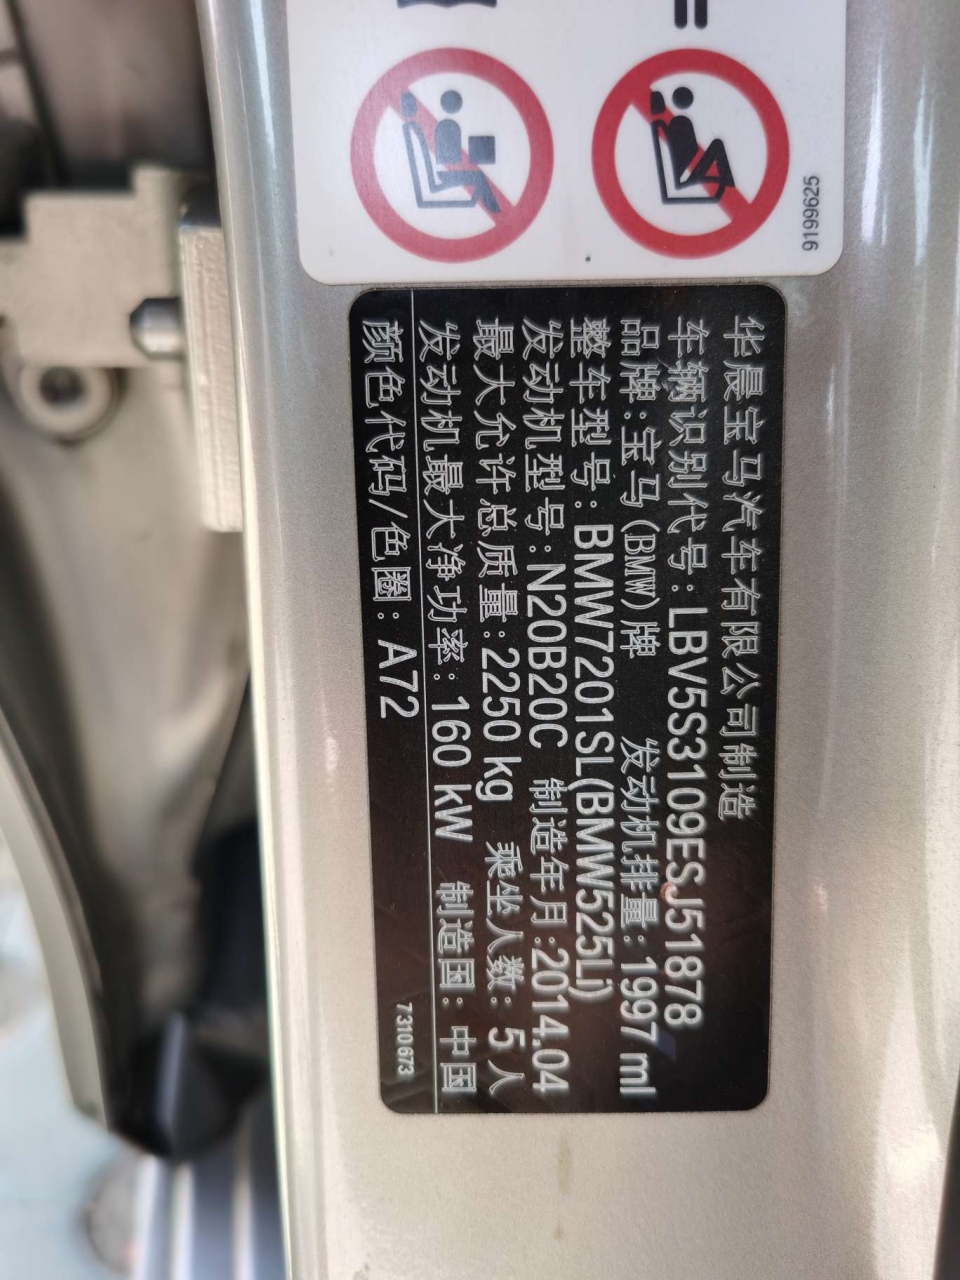 9199625
华晨宝马汽车有限公司制造
车辆识别代号:LBV5S3109ESJ51878
品牌:宝马(BMW)牌 发动机排量:1997 ml
整车型号:BMW7201SL(BMW525Li)
发动机型号:N20B20C 制造年月:2014.04
最大允许总质量:2250 kg 乘坐人数:5人
发动机最大净功率:160 kW 制造国:中国
颜色代码/色圈:A72 7 310 673